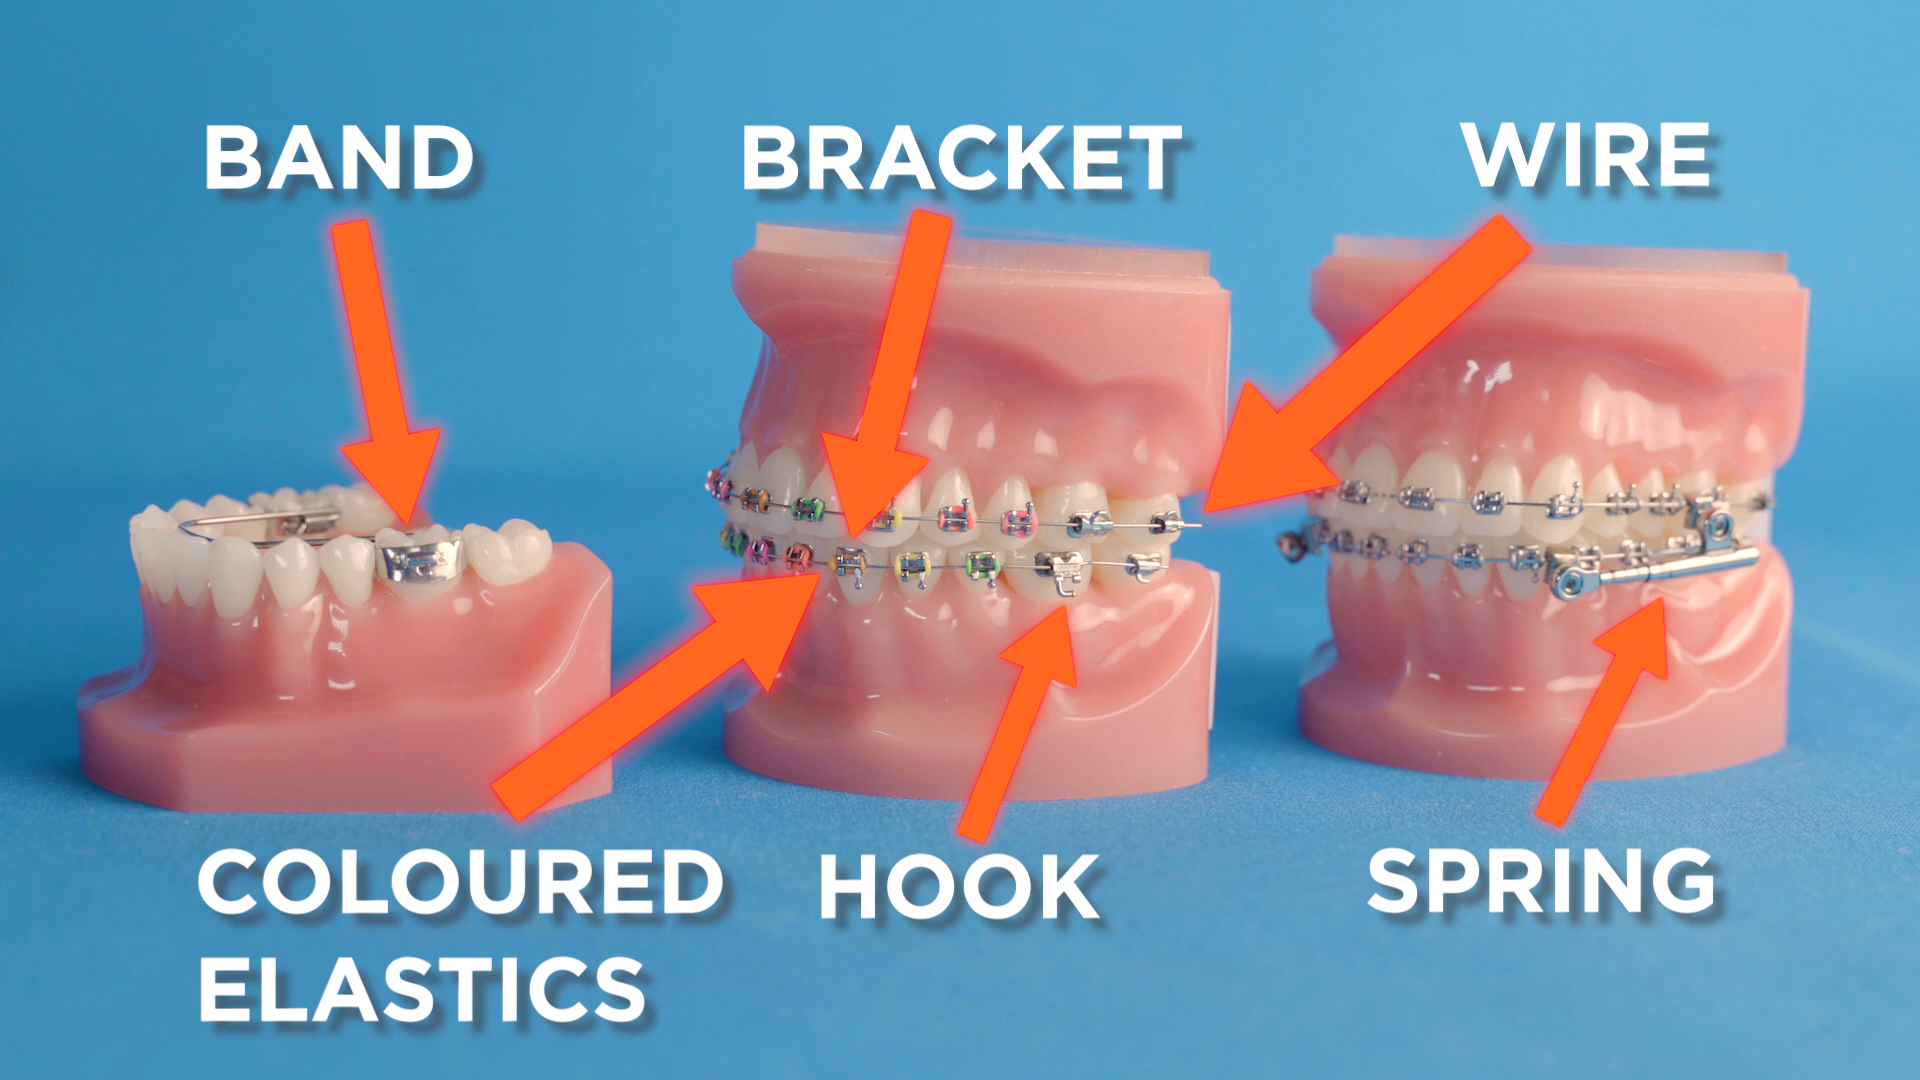 BAND
BRACKET
WIRE
COLOURED
ELASTICS
HOOK
SPRING